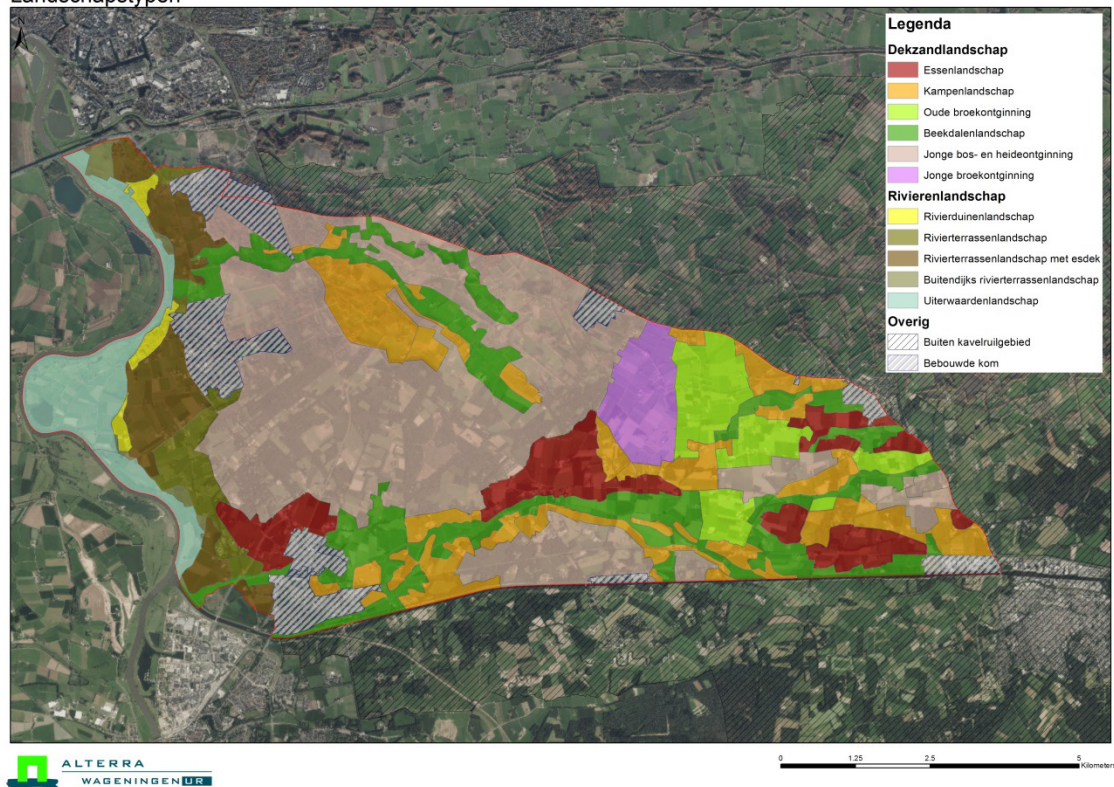 Landschapstypen
N
Legenda
Dekzandlandschap
Essenlandschap
Kampenlandschap
Oude broekontginning
Beekdalenlandschap
Jonge bos- en heideontginning
Jonge broekontginning
Rivierenlandschap
Rivierduinenlandschap
Rivierterrassenlandschap
Rivierterrassenlandschap met esdek
Buitendijks rivierterrassenlandschap
Uiterwaardenlandschap
Overig
Buiten kavelruilgebied
Bebouwde kom
ALTERRA
WAGENINGEN UR
0 1.25 2.5 5
Kilometers